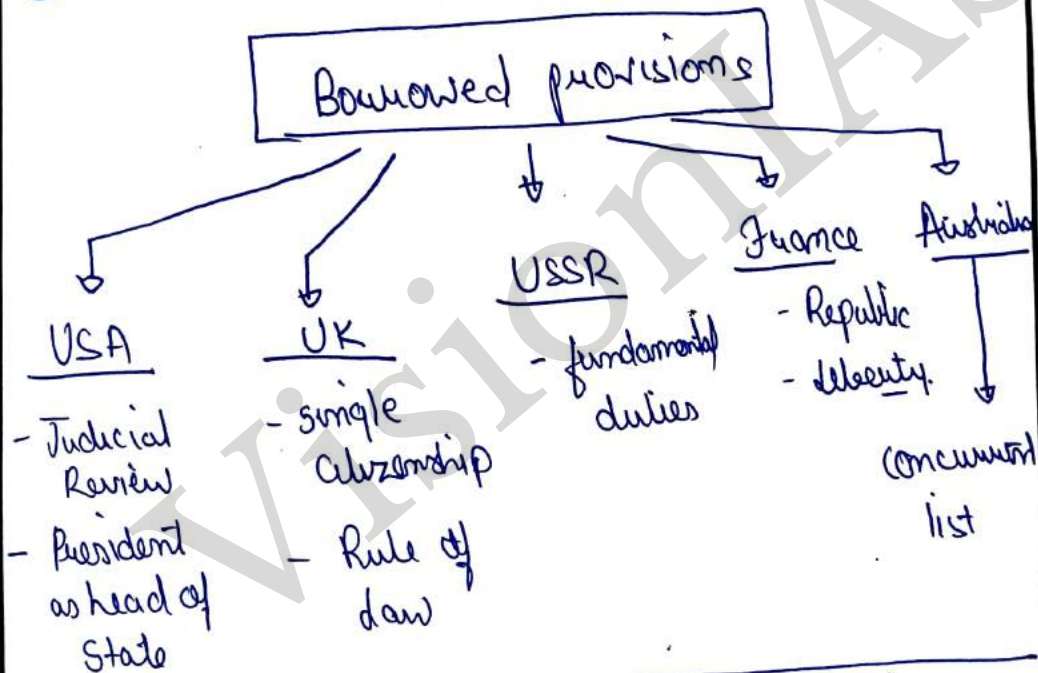 Borrowed provisions
USA
- Judicial
Review
- President
as head of
State
UK
- Single
citizenship
- Rule of
Law
USSR
- fundamental
duties
France
- Republic
- Liberty.
Australia
concurrent
list
VisionIAS